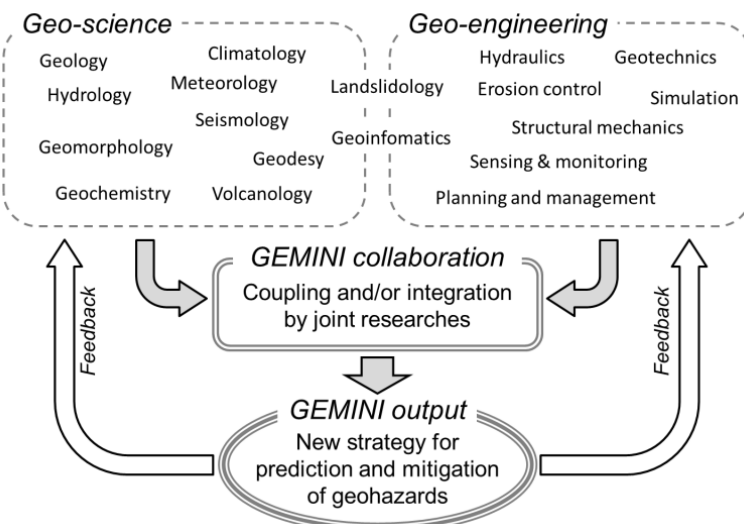 Geo-science
Geo-engineering
Geology
Climatology
Hydrology
Meteorology
Seismology
Geomorphology
Geodesy
Geochemistry
Volcanology
Landslidology
Geoinfomatics
Hydraulics
Geotechnics
Erosion control
Simulation
Structural mechanics
Sensing & monitoring
Planning and management
GEMINI collaboration
Coupling and/or integration
by joint researches
Feedback
Feedback
GEMINI output
New strategy for
prediction and mitigation
of geohazards